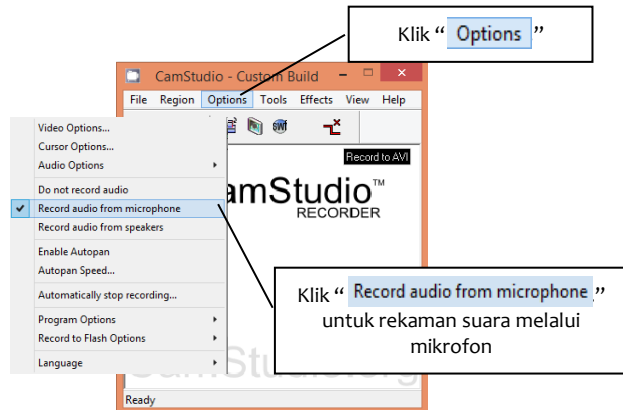 Klik “ Options ”
CamStudio - Custom Build
File Region Options Tools Effects View Help
Record to AVI
Video Options...
Cursor Options...
Audio Options
Do not record audio
Record audio from microphone
Record audio from speakers
Enable Autopan
Autopan Speed...
Automatically stop recording...
Program Options
Record to Flash Options
Language
amStudio™
RECORDER
Klik “ Record audio from microphone ”
untuk rekaman suara melalui
mikrofon
Ready